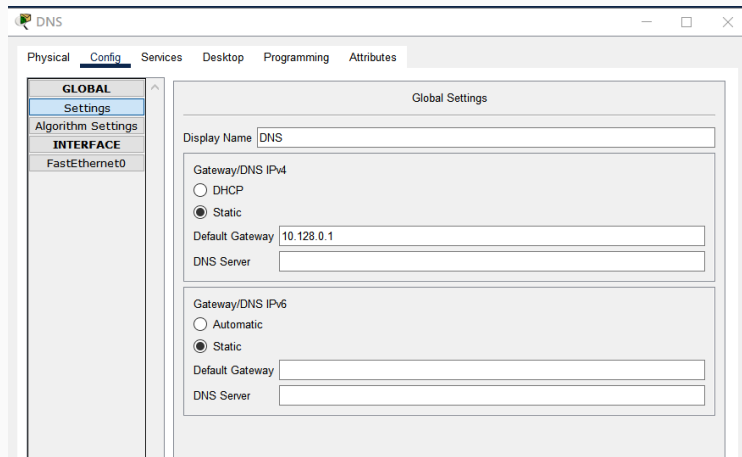 DNS
Physical Config Services Desktop Programming Attributes
GLOBAL
Settings
Algorithm Settings
INTERFACE
FastEthernet0
Global Settings
Display Name DNS
Gateway/DNS IPv4
DHCP
Static
Default Gateway 10.128.0.1
DNS Server
Gateway/DNS IPv6
Automatic
Static
Default Gateway
DNS Server